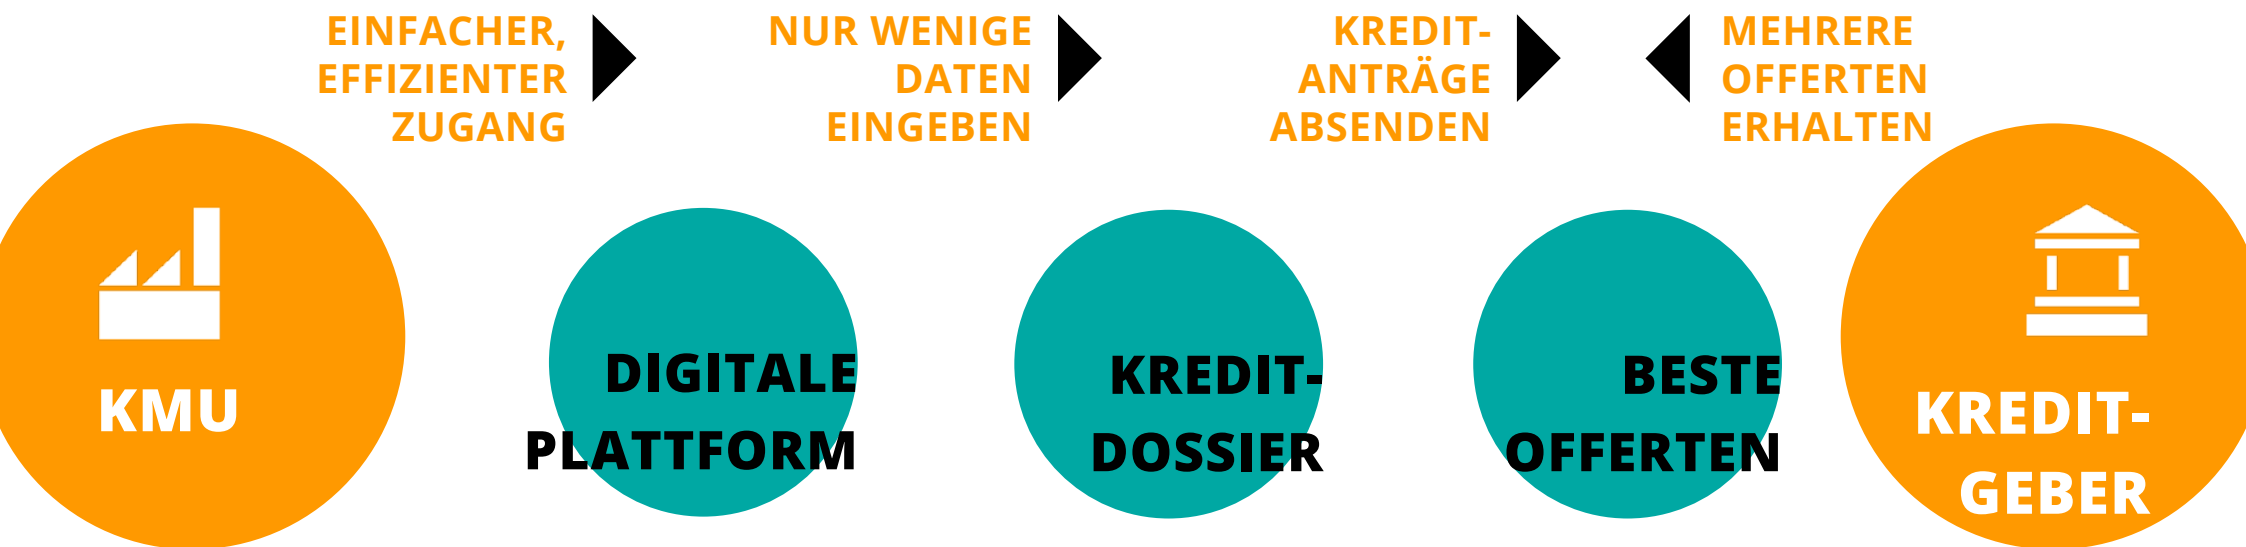 EINFACHER,
EFFIZIENTER
ZUGANG
NUR WENIGE
DATEN
EINGEBEN
KREDIT-
ANTRÄGE
ABSENDEN
MEHRERE
OFFERTEN
ERHALTEN
KMU
DIGITALE
PLATTFORM
KREDIT-
DOSSIER
BESTE
OFFERTEN
KREDIT-
GEBER